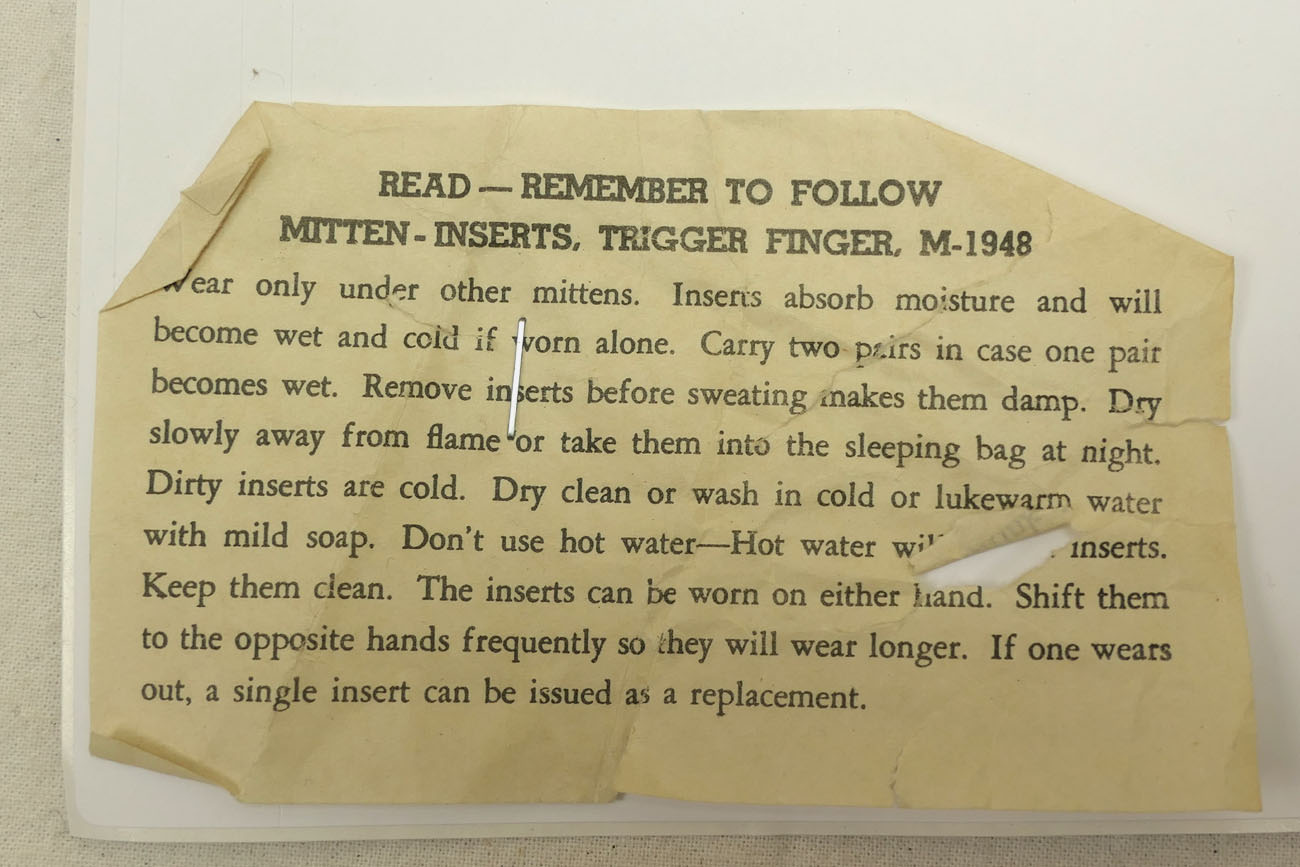 READ — REMEMBER TO FOLLOW
MITTEN-INSERTS, TRIGGER FINGER, M-1948
Wear only under other mittens. Inserts absorb moisture and will
become wet and cold if worn alone. Carry two pairs in case one pair
becomes wet. Remove inserts before sweating makes them damp. Dry
slowly away from flame or take them into the sleeping bag at night.
Dirty inserts are cold. Dry clean or wash in cold or lukewarm water
with mild soap. Don't use hot water—Hot water will inserts.
Keep them clean. The inserts can be worn on either hand. Shift them
to the opposite hands frequently so they will wear longer. If one wears
out, a single insert can be issued as a replacement.